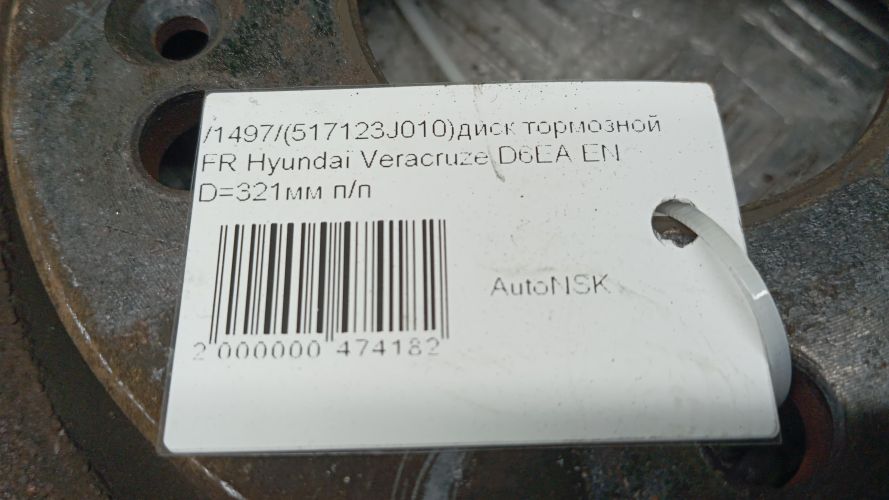 /1497/(517123J010)диск тормозной
FR Hyundai Veracruze D6EA EN
D=321мм п/п
AutoNSK
2 000000 474182